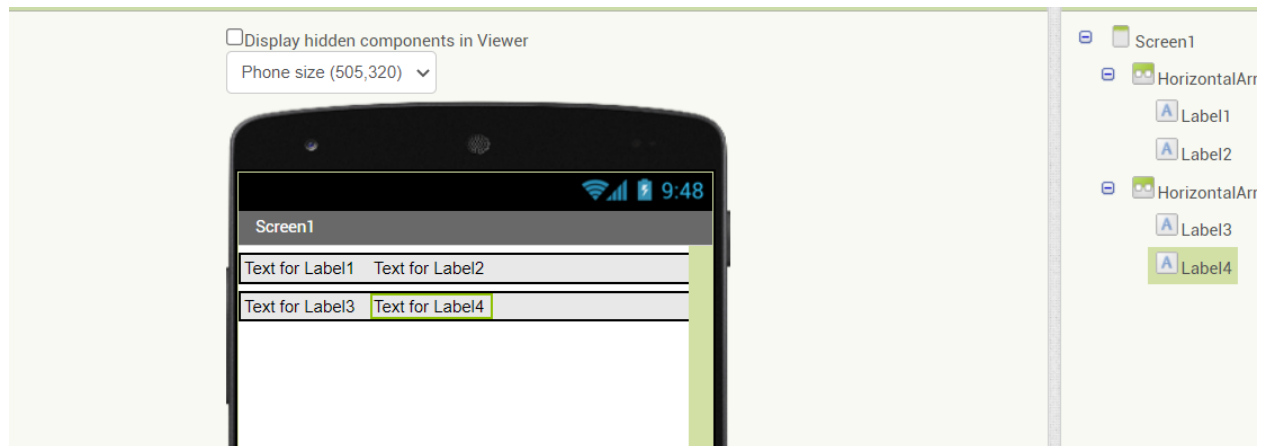 Display hidden components in Viewer
Phone size (505,320)
9:48
Screen1
Text for Label1 Text for Label2
Text for Label3 Text for Label4
Screen1
HorizontalArr
A Label1
A Label2
HorizontalArr
A Label3
A Label4